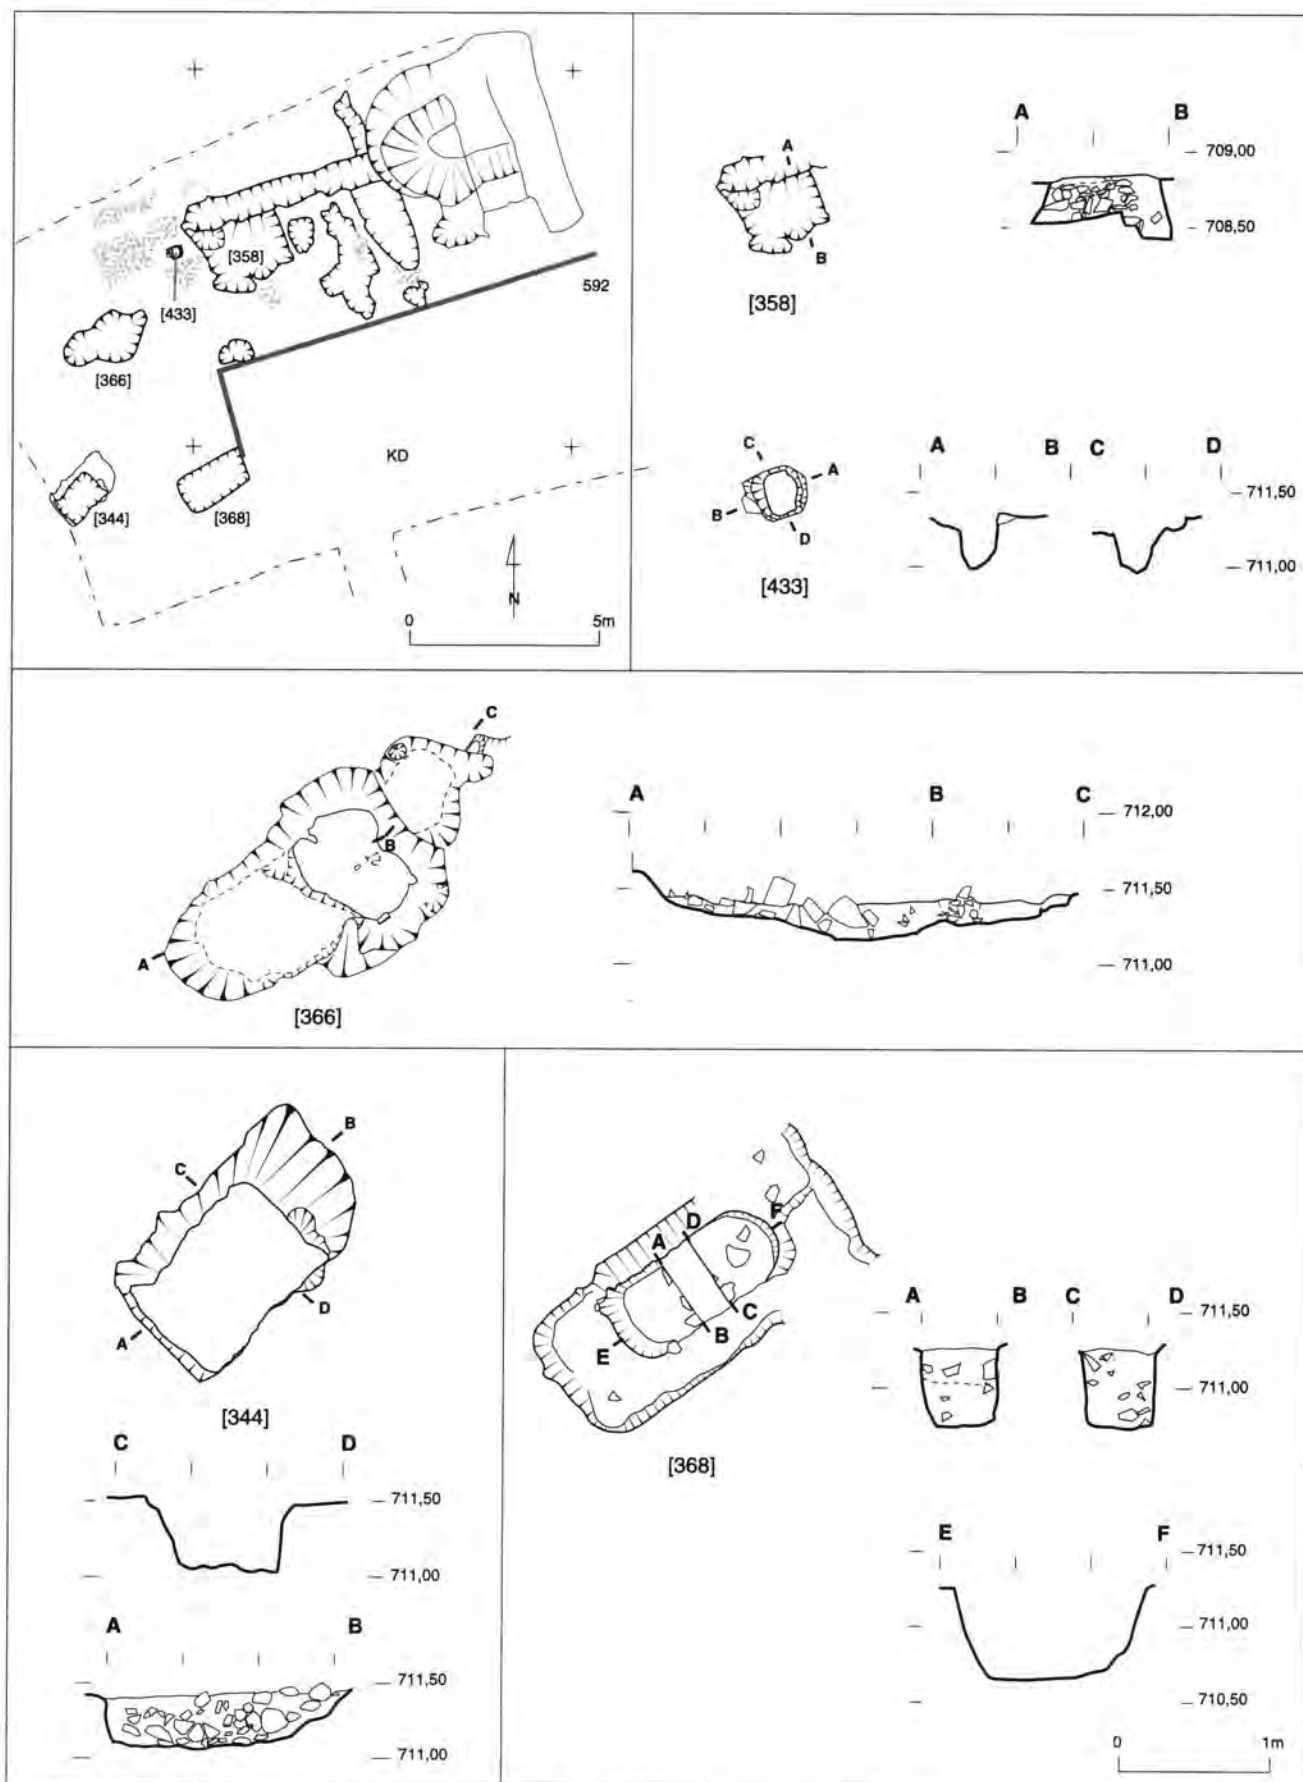 [358]
[433]
592
[366]
KD
[344]
[368]
N
0 5m
A B
709,00
708,50
A
B
[358]
C
A
B
D
[433]
A B C D
711,50
711,00
C
B
A
[366]
A B C
712,00
711,50
711,00
B
C
D
A
[344]
C D
711,50
711,00
A B
711,50
711,00
F
D
A
C
B
E
[368]
A B C D
711,50
711,00
E F
711,50
711,00
710,50
0 1m